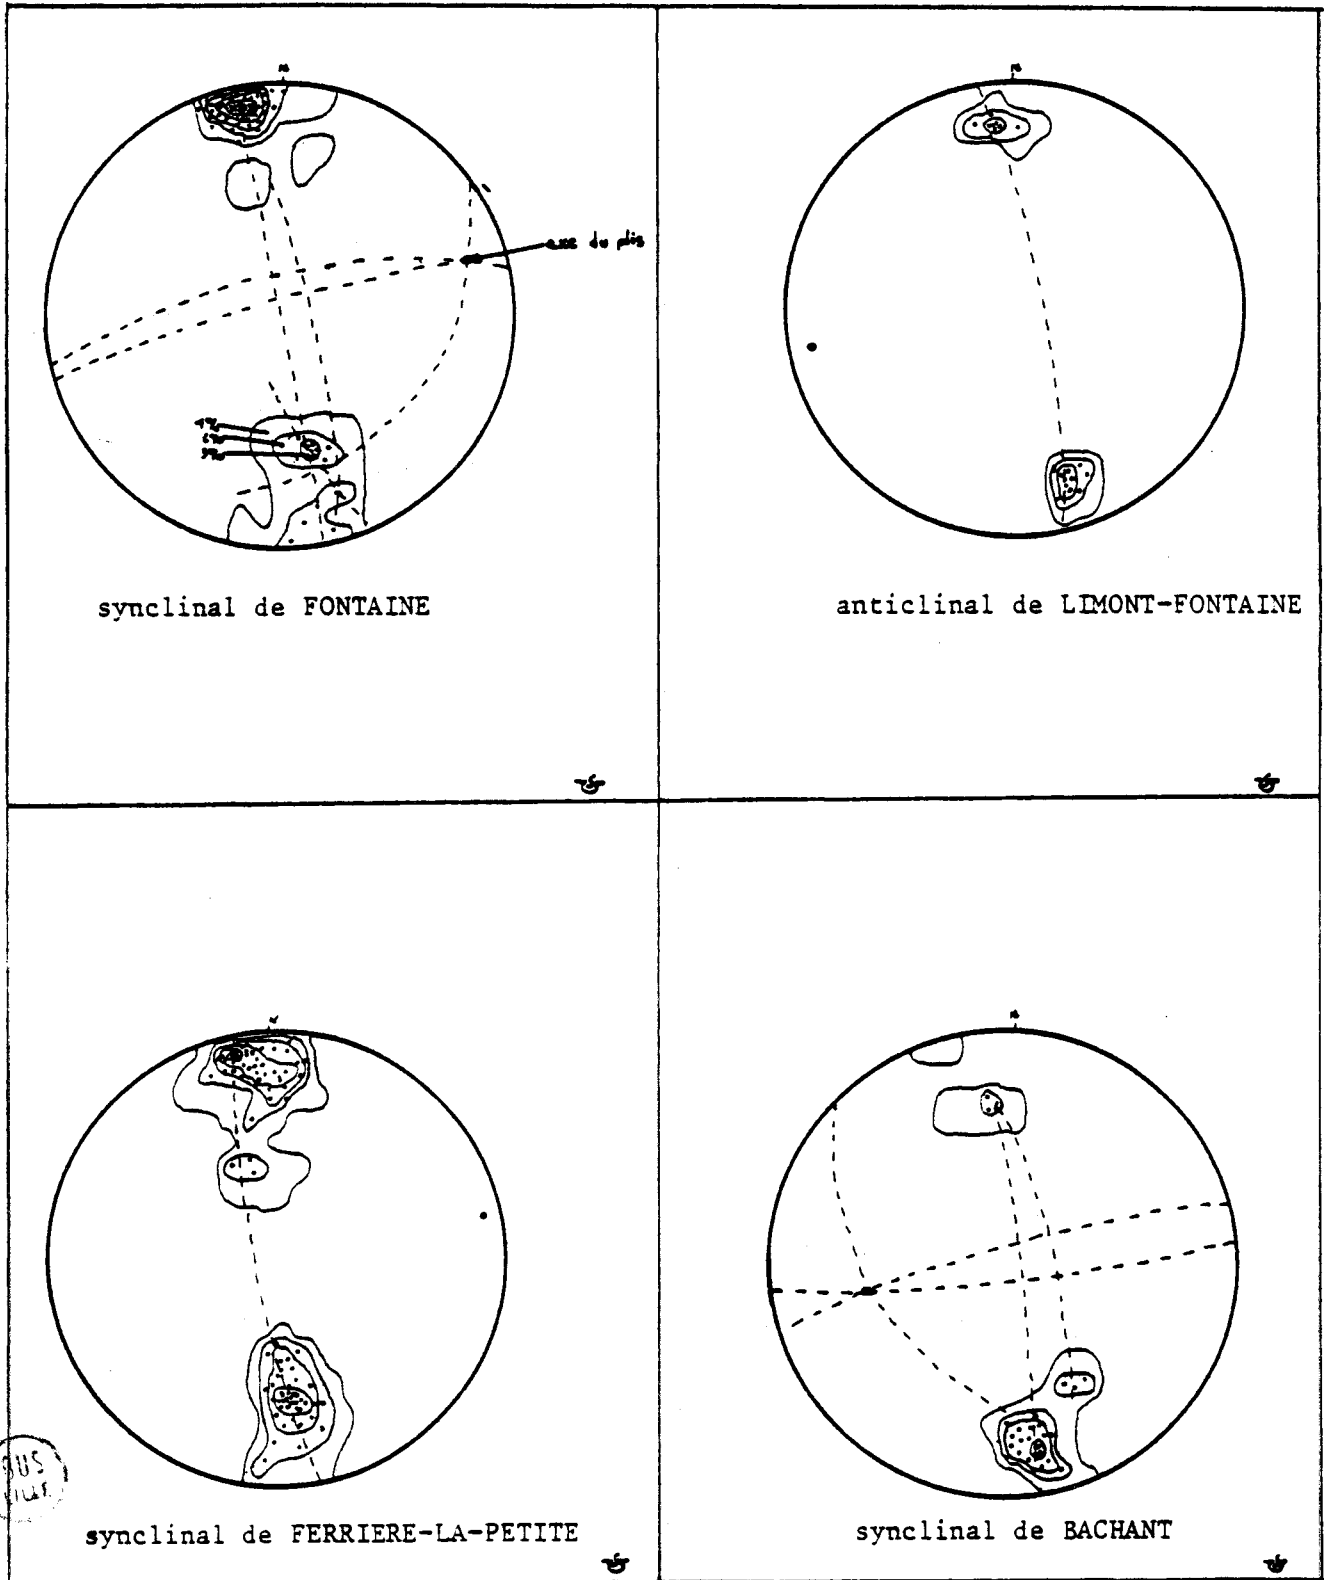 N
axe du plis
synclinal de FONTAINE
N
anticlinal de LIMONT-FONTAINE
synclinal de FERRIERE-LA-PETITE
N
synclinal de BACHANT